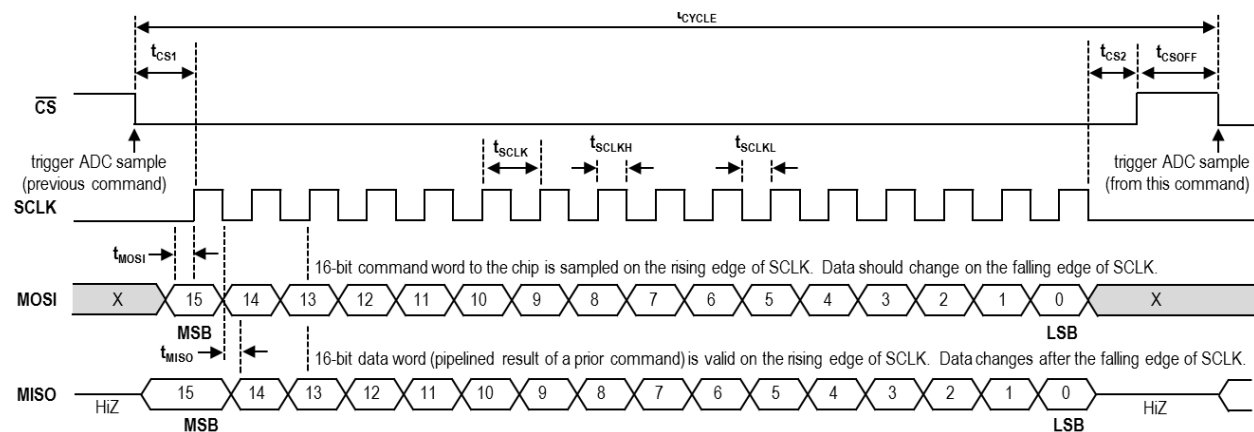 tCYCLE
tCS1
tCS2
tCSOFF
CS
trigger ADC sample
(previous command)
tSCLK
tSCLKH
tSCLKL
trigger ADC sample
(from this command)
SCLK
tMOSI
16-bit command word to the chip is sampled on the rising edge of SCLK. Data should change on the falling edge of SCLK.
MOSI X 15 14 13 12 11 10 9 8 7 6 5 4 3 2 1 0 X
MSB LSB
tMISO
16-bit data word (pipelined result of a prior command) is valid on the rising edge of SCLK. Data changes after the falling edge of SCLK.
MISO HiZ 15 14 13 12 11 10 9 8 7 6 5 4 3 2 1 0 HiZ
MSB LSB